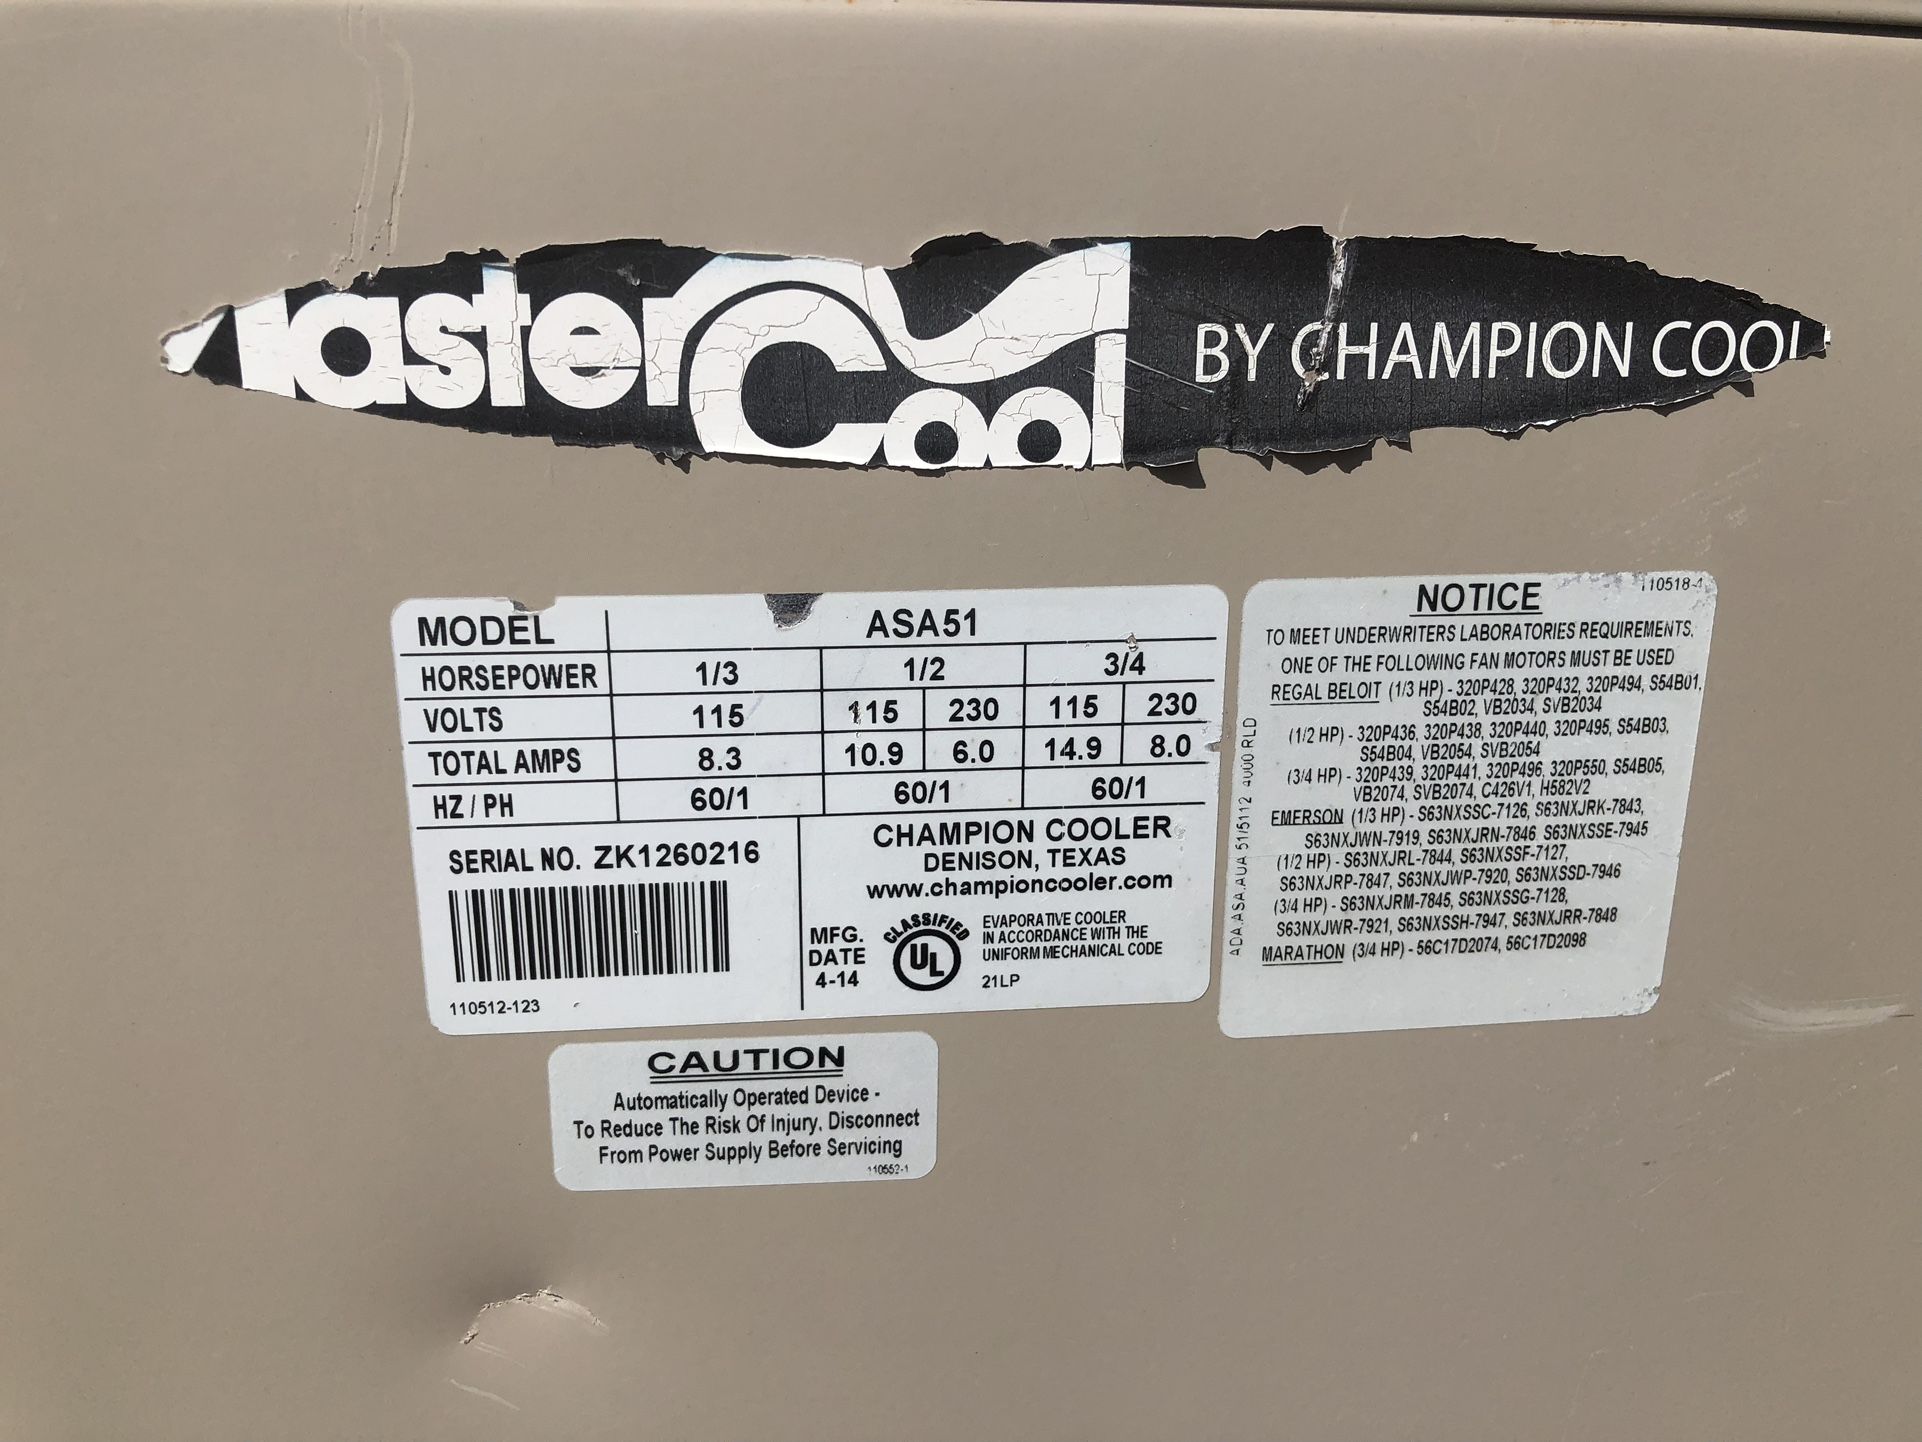 asterCool BY CHAMPION COOL
MODEL ASA51
HORSEPOWER 1/3 1/2 3/4
VOLTS 115 115 230 115 230
TOTAL AMPS 8.3 10.9 6.0 14.9 8.0
HZ / PH 60/1 60/1 60/1
SERIAL NO. ZK1260216
110512-123
CHAMPION COOLER
DENISON, TEXAS
www.championcooler.com
MFG.
DATE
4-14
CLASSIFIED
UL
EVAPORATIVE COOLER
IN ACCORDANCE WITH THE
UNIFORM MECHANICAL CODE
21LP
NOTICE
110518-4
TO MEET UNDERWRITERS LABORATORIES REQUIREMENTS,
ONE OF THE FOLLOWING FAN MOTORS MUST BE USED
REGAL BELOIT (1/3 HP) - 320P428, 320P432, 320P494, S54B01,
S54B02, VB2034, SVB2034
(1/2 HP) - 320P436, 320P438, 320P440, 320P495, S54B03,
S54B04, VB2054, SVB2054
(3/4 HP) - 320P439, 320P441, 320P496, 320P550, S54B05,
VB2074, SVB2074, C426V1, H582V2
EMERSON (1/3 HP) - S63NXSSC-7126, S63NXJRK-7843,
S63NXJWN-7919, S63NXJRN-7846 S63NXSSE-7945
(1/2 HP) - S63NXJRL-7844, S63NXSSF-7127,
S63NXJRP-7847, S63NXJWP-7920, S63NXSSD-7946
(3/4 HP) - S63NXJRM-7845, S63NXSSG-7128,
S63NXJWR-7921, S63NXSSH-7947, S63NXJRR-7848
MARATHON (3/4 HP) - 56C17D2074, 56C17D2098
ADA,ASA,AUA 51/5112 4000 RLD
CAUTION
Automatically Operated Device -
To Reduce The Risk Of Injury, Disconnect
From Power Supply Before Servicing
110552-1